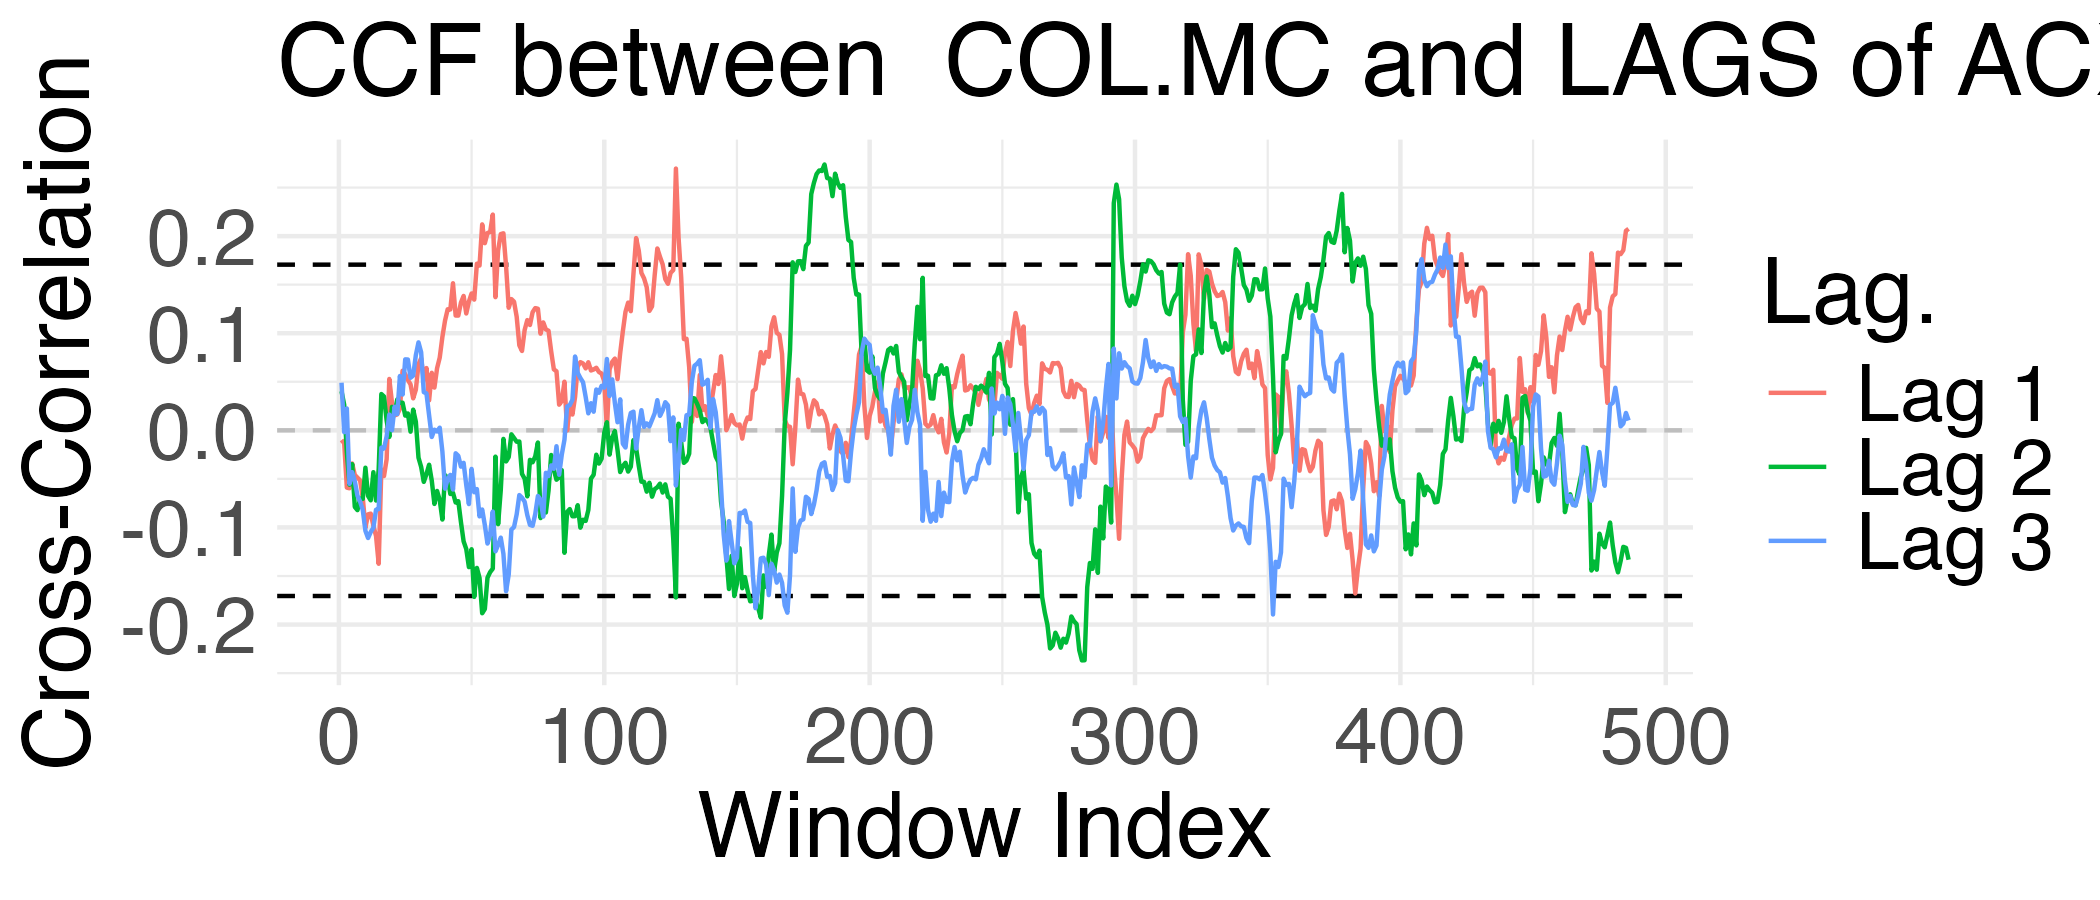 CCF between  COL.MC and LAGS of AC
Cross-Correlation
0.2
0.1
0.0
-0.1
-0.2
0 100 200 300 400 500
Window Index
Lag.
Lag 1
Lag 2
Lag 3